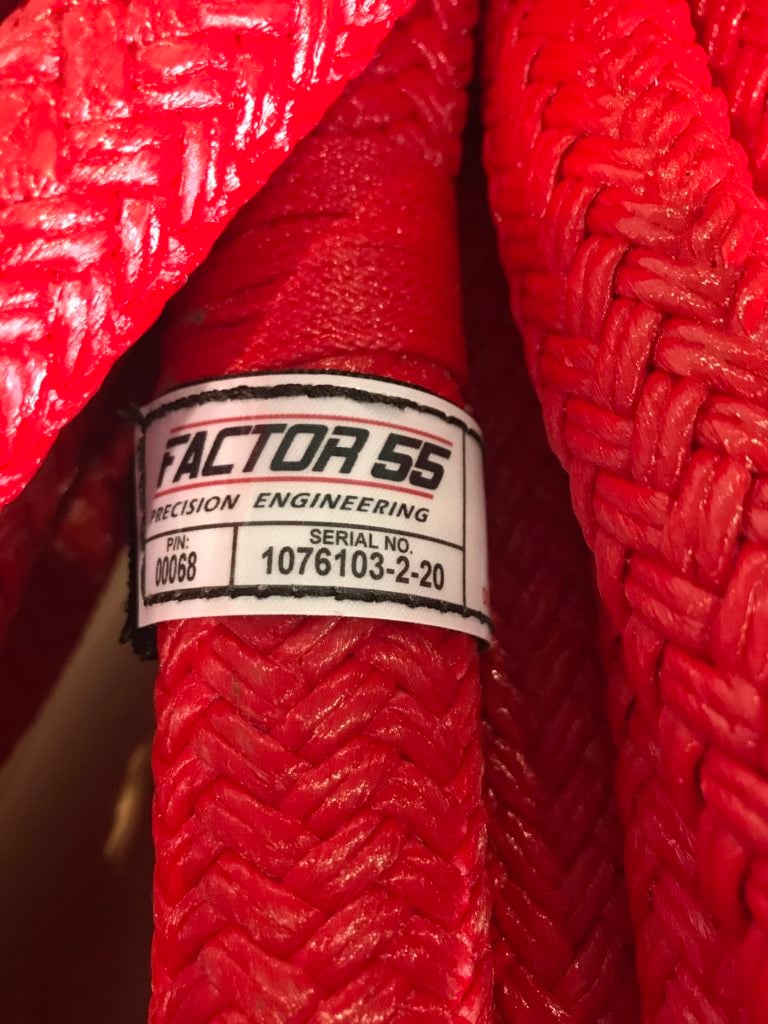 FACTOR 55
PRECISION ENGINEERING
P/N:
00068
SERIAL NO.
1076103-2-20